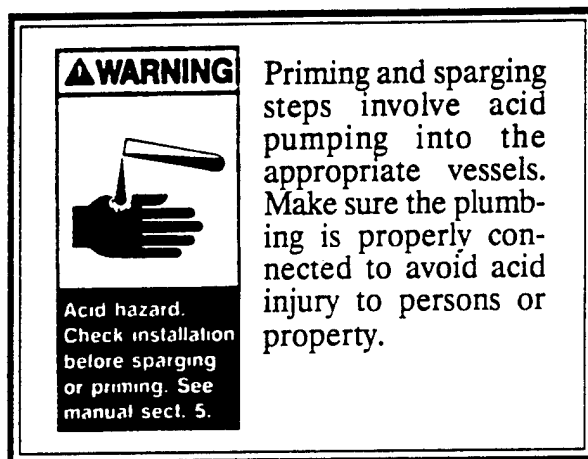 ⚠WARNING
Acid hazard.
Check installation
before sparging
or priming. See
manual sect. 5.
Priming and sparging
steps involve acid
pumping into the
appropriate vessels.
Make sure the plumb-
ing is properly con-
nected to avoid acid
injury to persons or
property.